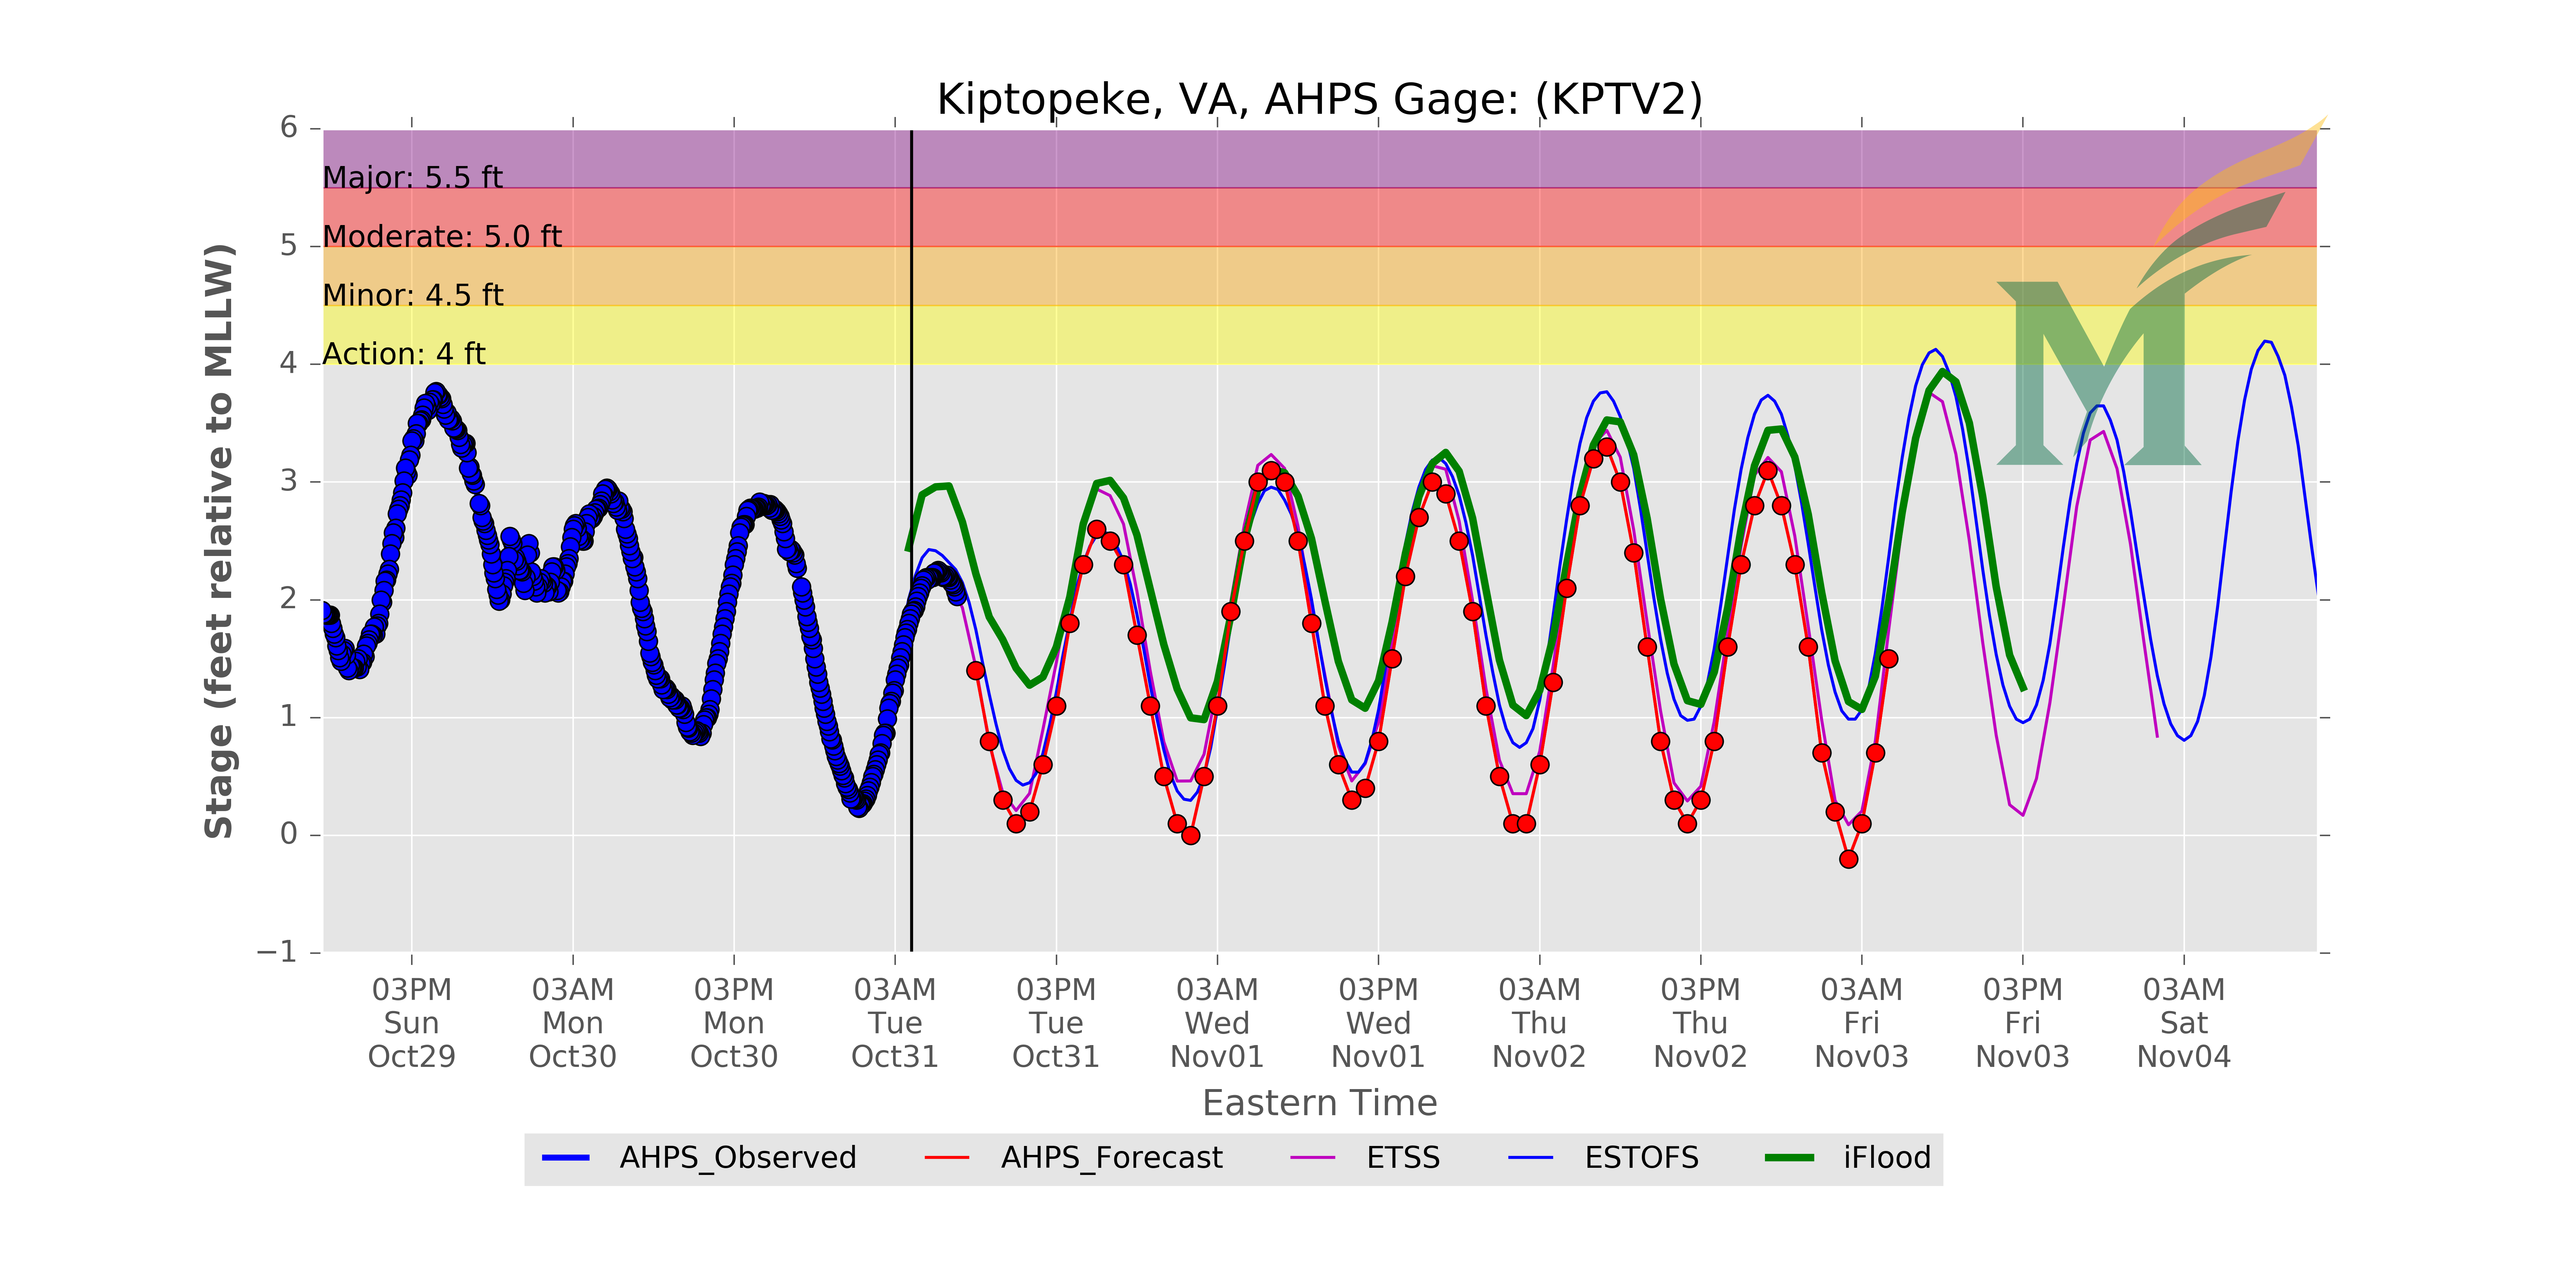 Kiptopeke, VA, AHPS Gage: (KPTV2)
Stage (feet relative to MLLW)
6
5
4
3
2
1
0
−1
Major: 5.5 ft
Moderate: 5.0 ft
Minor: 4.5 ft
Action: 4 ft
M
03PM 03AM 03PM 03AM 03PM 03AM 03PM 03AM 03PM 03AM 03PM 03AM
Sun Mon Mon Tue Tue Wed Wed Thu Thu Fri Fri Sat
Oct29 Oct30 Oct30 Oct31 Oct31 Nov01 Nov01 Nov02 Nov02 Nov03 Nov03 Nov04
Eastern Time
AHPS_Observed AHPS_Forecast ETSS ESTOFS iFlood